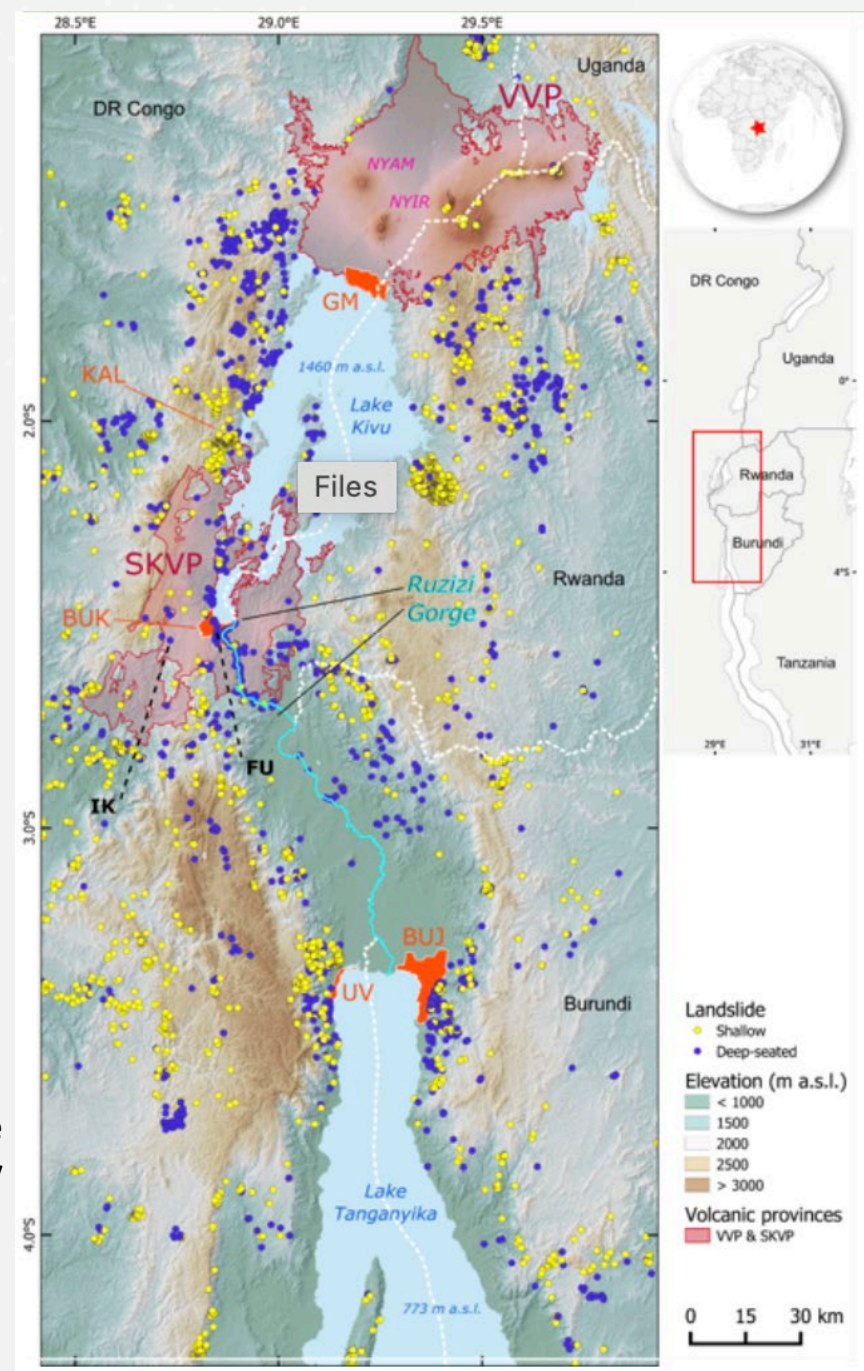 28.5°E
29.0°E
29.5°E
Uganda
DR Congo
VVP
NYAM
NYIR
GM
KAL
1460 m a.s.l.
Lake
Kivu
2.0°S
Files
SKVP
BUK
Ruzizi
Gorge
Rwanda
FU
IK
3.0°S
BUJ
UV
Burundi
Lake
Tanganyika
4.0°S
773 m a.s.l.
DR Congo
Uganda
0°
Rwanda
Burundi
4°S
Tanzania
29°E
31°E
Landslide
Shallow
Deep-seated
Elevation (m a.s.l.)
< 1000
1500
2000
2500
> 3000
Volcanic provinces
VVP & SKVP
0 15 30 km